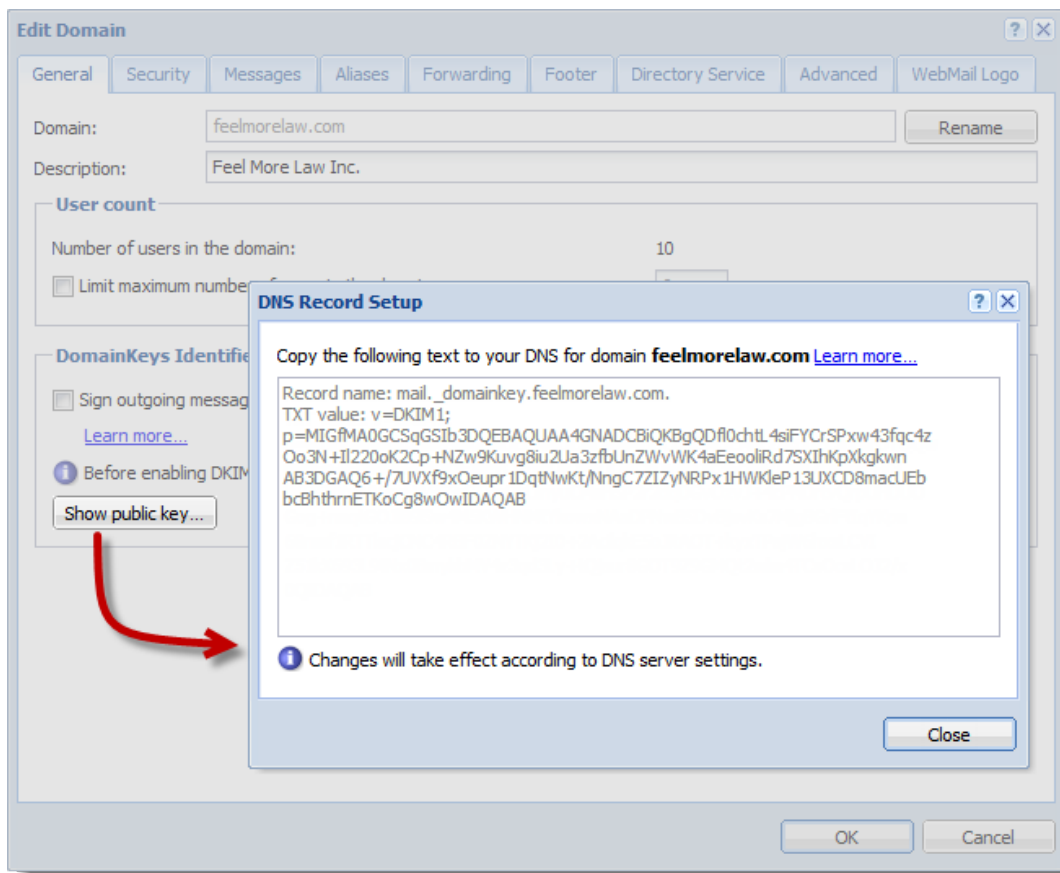 Edit Domain
General Security Messages Aliases Forwarding Footer Directory Service Advanced WebMail Logo
Domain: feelmorelaw.com Rename
Description: Feel More Law Inc.
User count
Number of users in the domain: 10
Limit maximum number
DNS Record Setup
Copy the following text to your DNS for domain feelmorelaw.com Learn more...
Record name: mail._domainkey.feelmorelaw.com.
TXT value: v=DKIM1;
p=MIGfMA0GCSqGSIb3DQEBAQUAA4GNADCBiQKBgQDfl0chtL4siFYCrSPxw43fqc4z
Oo3N+Il220oK2Cp+NZw9Kuvg8iu2Ua3zfbUnZWvWK4aEeooliRd7SXIhKpXkgkwn
AB3DGAQ6+/7UVXf9xOeupr1DqtNwKt/NngC7ZIZyNRPx1HWKleP13UXCD8macUEb
bcBhthrnETKoCg8wOwIDAQAB
Changes will take effect according to DNS server settings.
Close
DomainKeys Identifie
Sign outgoing messag
Learn more...
Before enabling DKIM
Show public key...
OK Cancel